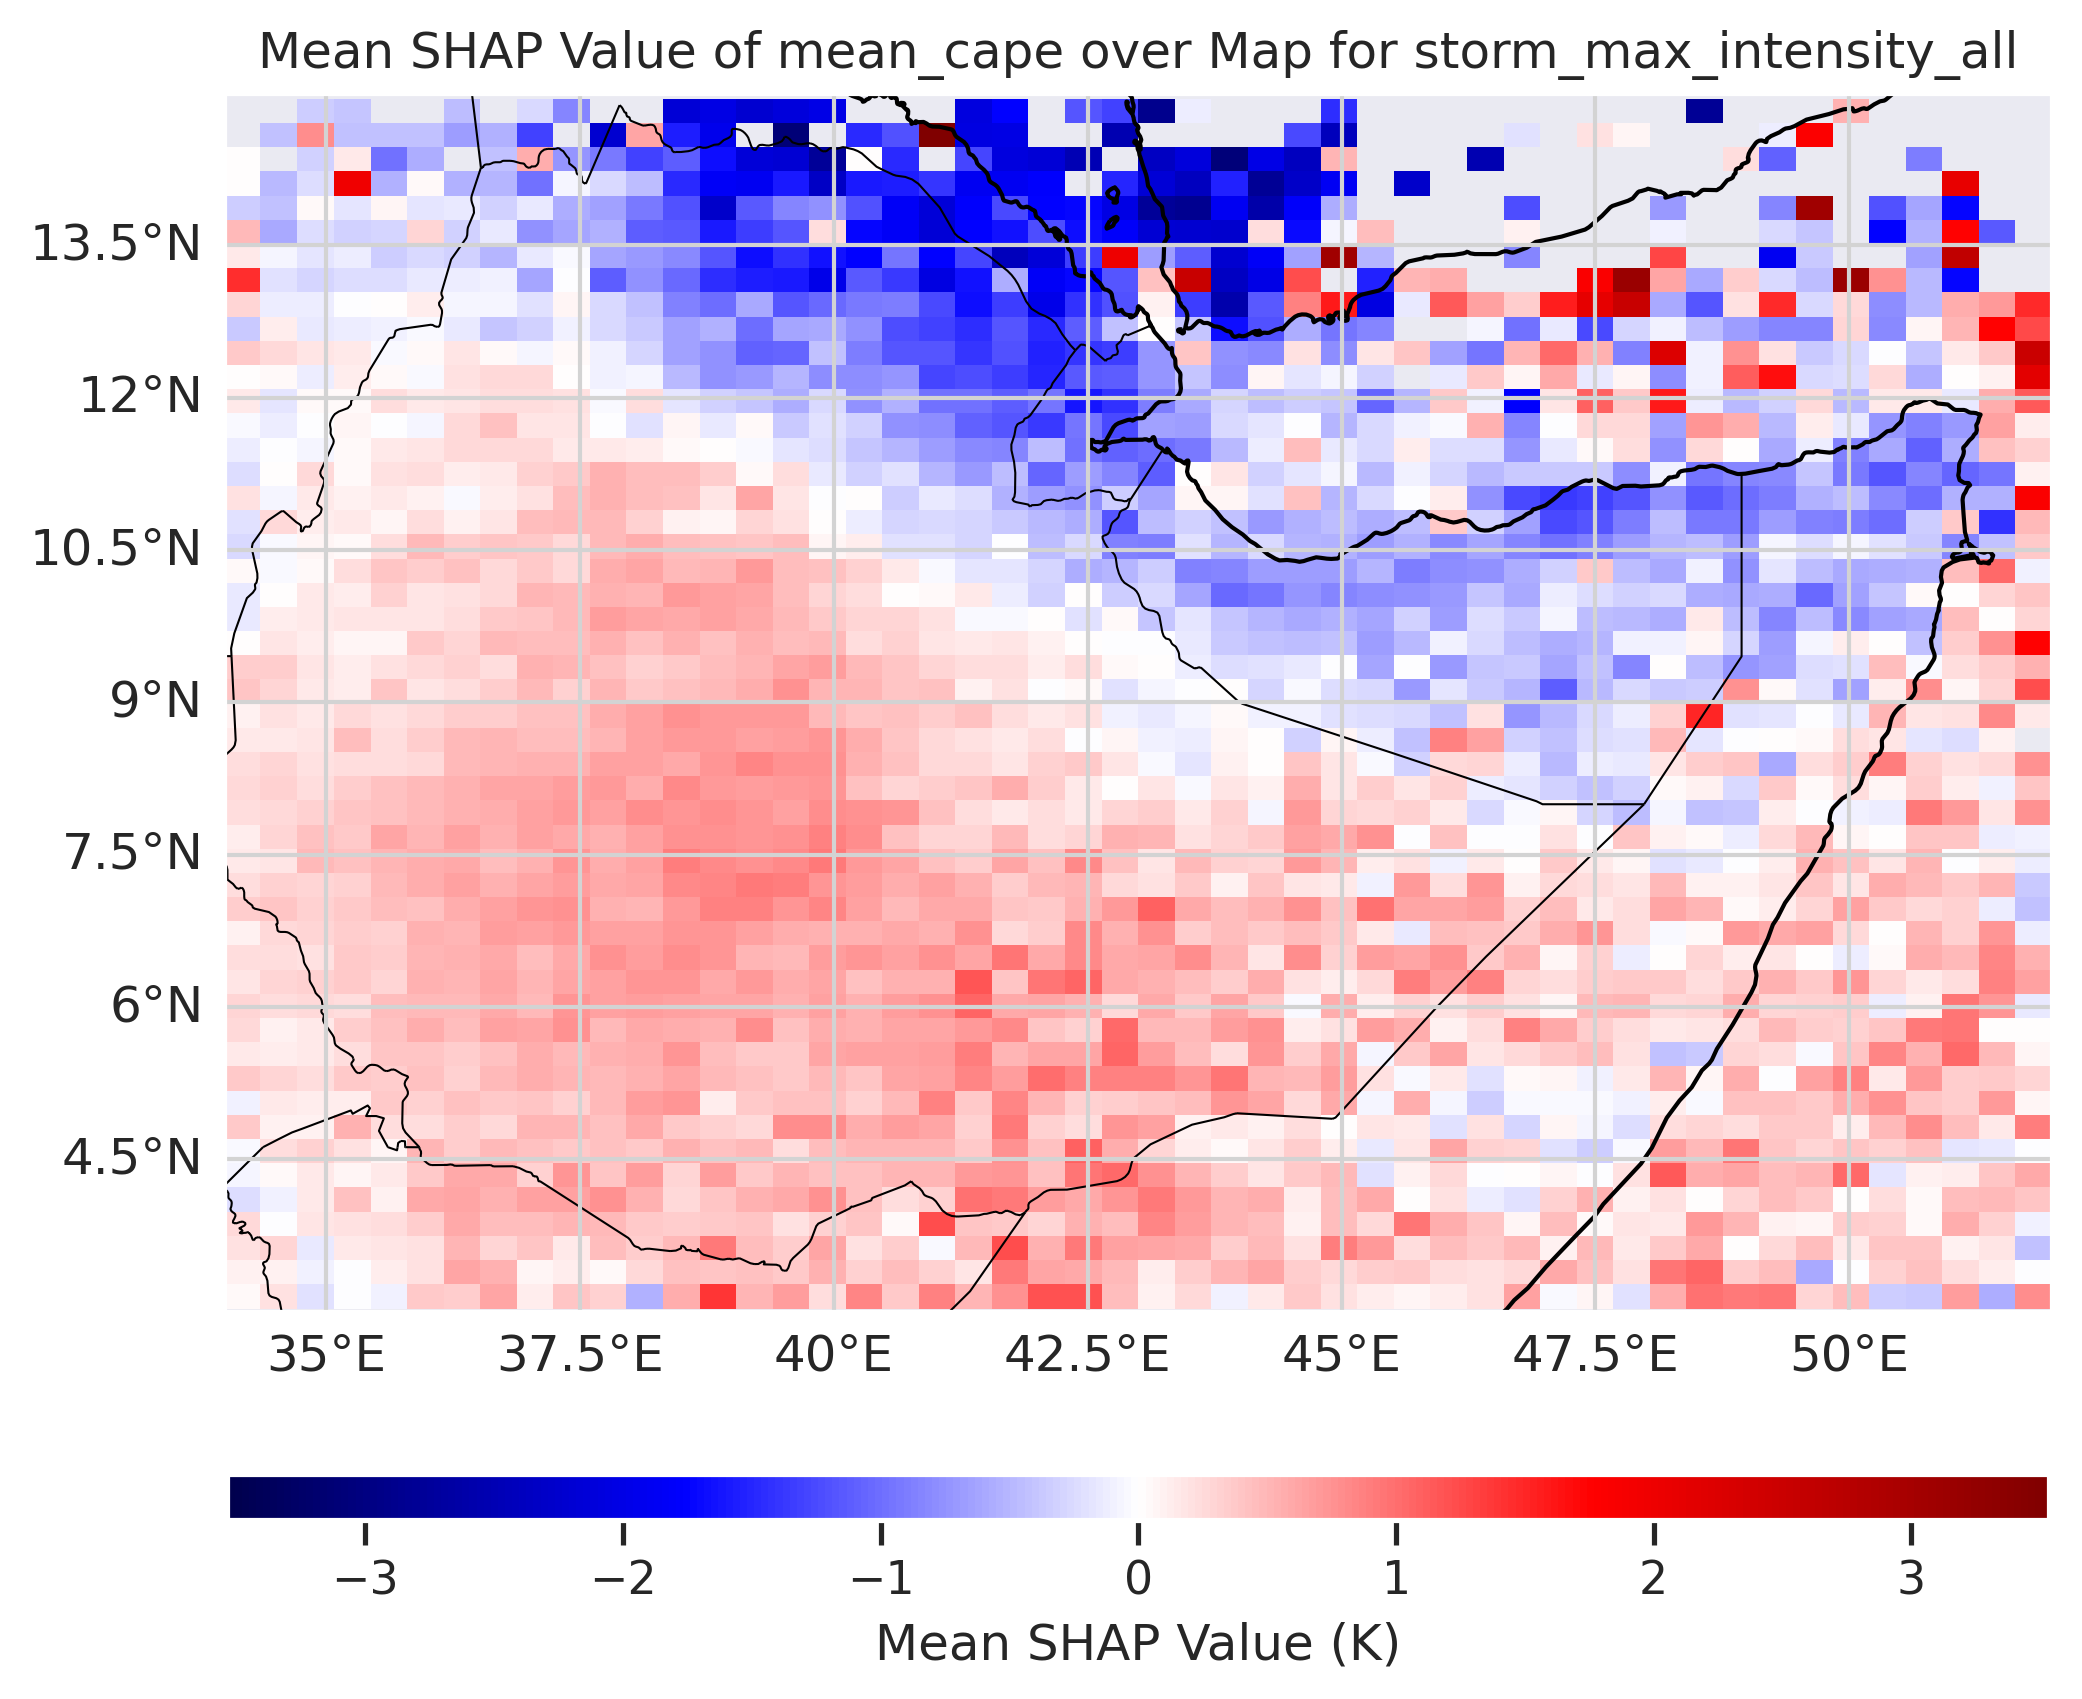 Mean SHAP Value of mean_cape over Map for storm_max_intensity_all
13.5°N
12°N
10.5°N
9°N
7.5°N
6°N
4.5°N
35°E 37.5°E 40°E 42.5°E 45°E 47.5°E 50°E
−3 −2 −1 0 1 2 3
Mean SHAP Value (K)